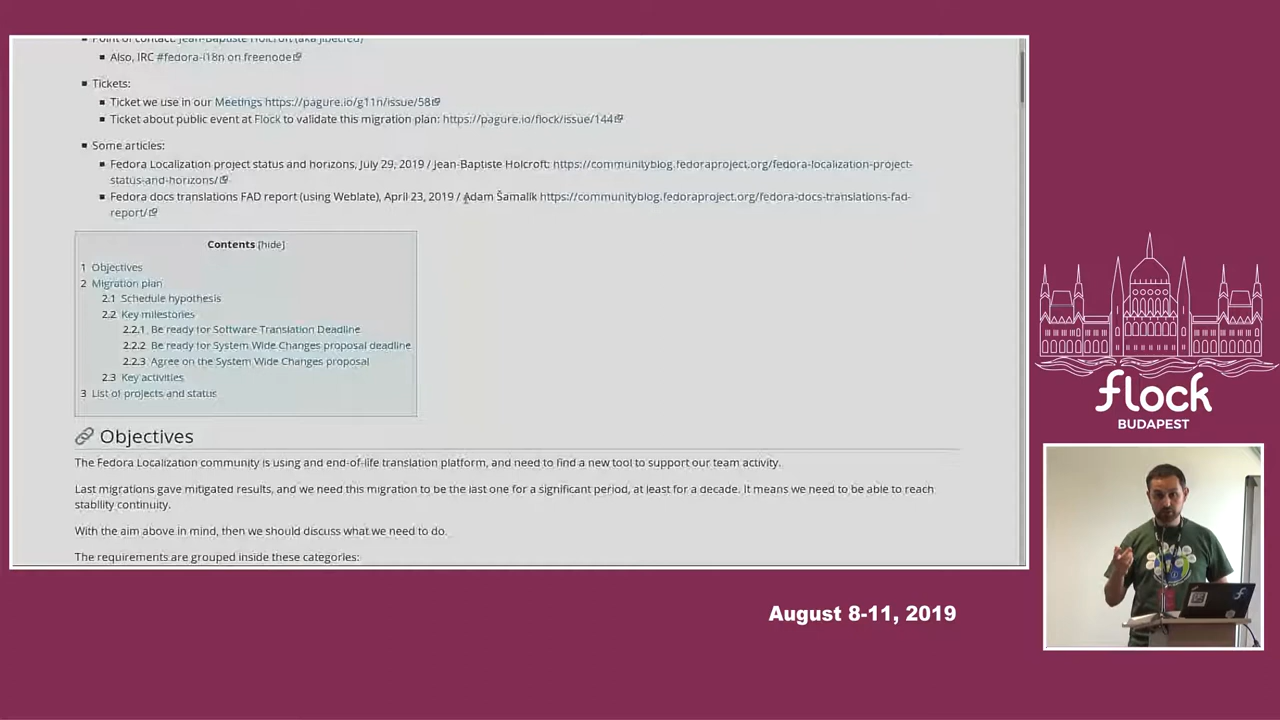 Point of contact: Jean-Baptiste Holcroft (aka jibecfed)
Also, IRC #fedora-i18n on freenode
Tickets:
Ticket we use in our Meetings https://pagure.io/g11n/issue/58
Ticket about public event at Flock to validate this migration plan: https://pagure.io/flock/issue/144
Some articles:
Fedora Localization project status and horizons, July 29, 2019 / Jean-Baptiste Holcroft: https://communityblog.fedoraproject.org/fedora-localization-project-
status-and-horizons/
Fedora docs translations FAD report (using Weblate), April 23, 2019 / Adam Šamalík https://communityblog.fedoraproject.org/fedora-docs-translations-fad-
report/
Contents [hide]
1 Objectives
2 Migration plan
2.1 Schedule hypothesis
2.2 Key milestones
2.2.1 Be ready for Software Translation Deadline
2.2.2 Be ready for System Wide Changes proposal deadline
2.2.3 Agree on the System Wide Changes proposal
2.3 Key activities
3 List of projects and status
Objectives
The Fedora Localization community is using and end-of-life translation platform, and need to find a new tool to support our team activity.
Last migrations gave mitigated results, and we need this migration to be the last one for a significant period, at least for a decade. It means we need to be able to reach
stability continuity.
With the aim above in mind, then we should discuss what we need to do.
The requirements are grouped inside these categories:
flock
BUDAPEST
August 8-11, 2019